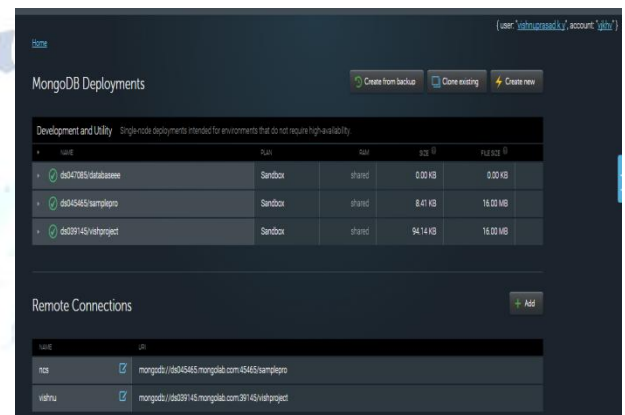 { user: "vishnuprasad.k.y", account: "vjkhv" }
Home
MongoDB Deployments
Create from backup
Clone existing
Create new
Development and Utility Single-node deployments intended for environments that do not require high-availability.
NAME PLAN RAM SIZE FILE SIZE
ds047085/databaseee Sandbox shared 0.00 KB 0.00 KB
ds045465/samplepro Sandbox shared 8.41 KB 16.00 MB
ds039145/vishproject Sandbox shared 94.14 KB 16.00 MB
Remote Connections
+ Add
NAME URI
ncs mongodb://ds045465.mongolab.com:45465/samplepro
vishnu mongodb://ds039145.mongolab.com:39145/vishproject